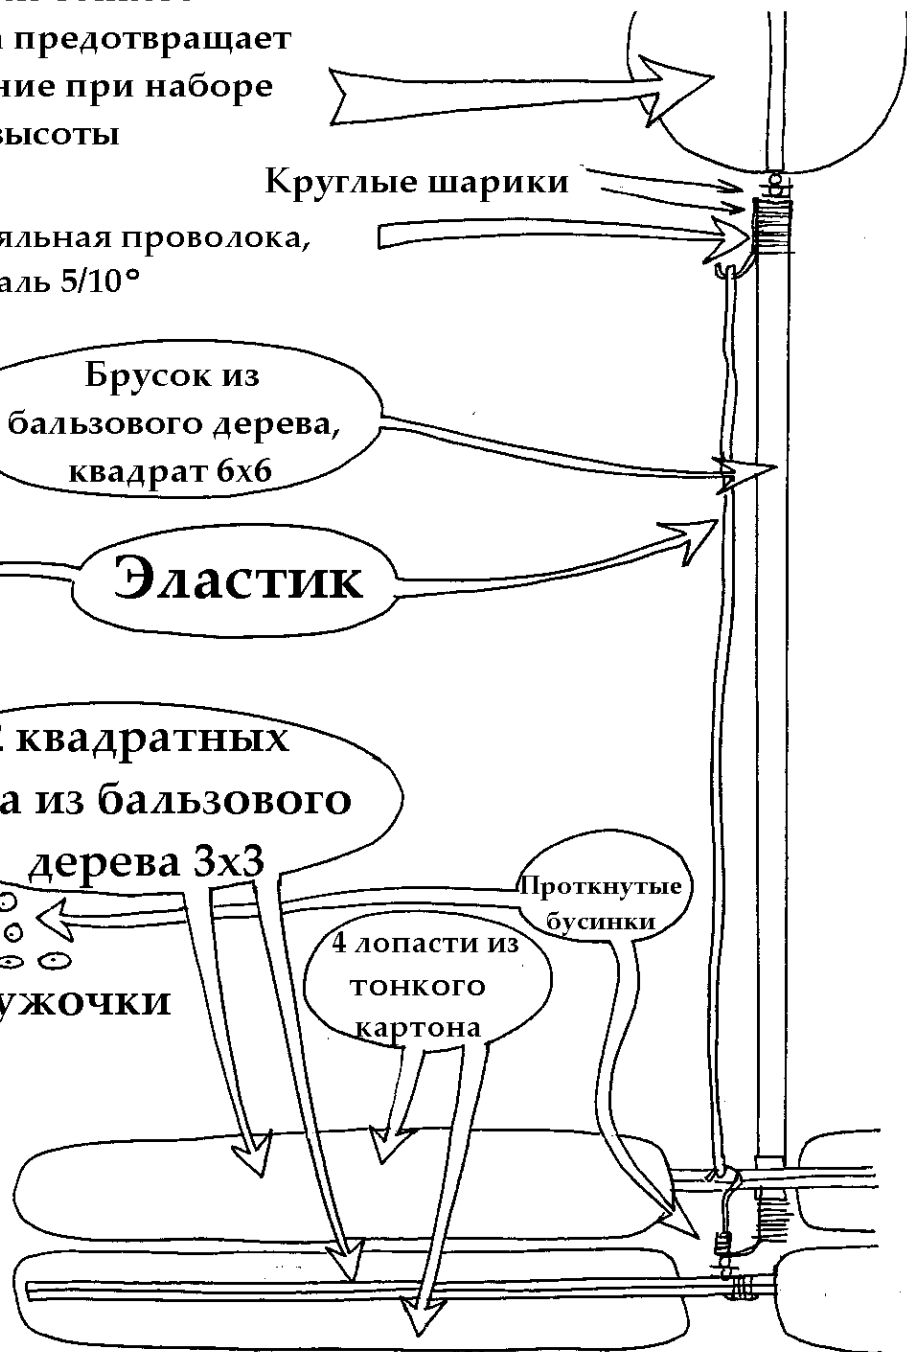 предотвращает
ние при наборе
высоты
Круглые шарики
яльная проволока,
аль 5/10°
Брусок из
бальзового дерева,
квадрат 6x6
Эластик
квадратных
а из бальзового
дерева 3x3
Проткнутые
бусинки
4 лопасти из
тонкого
картона
ужочки